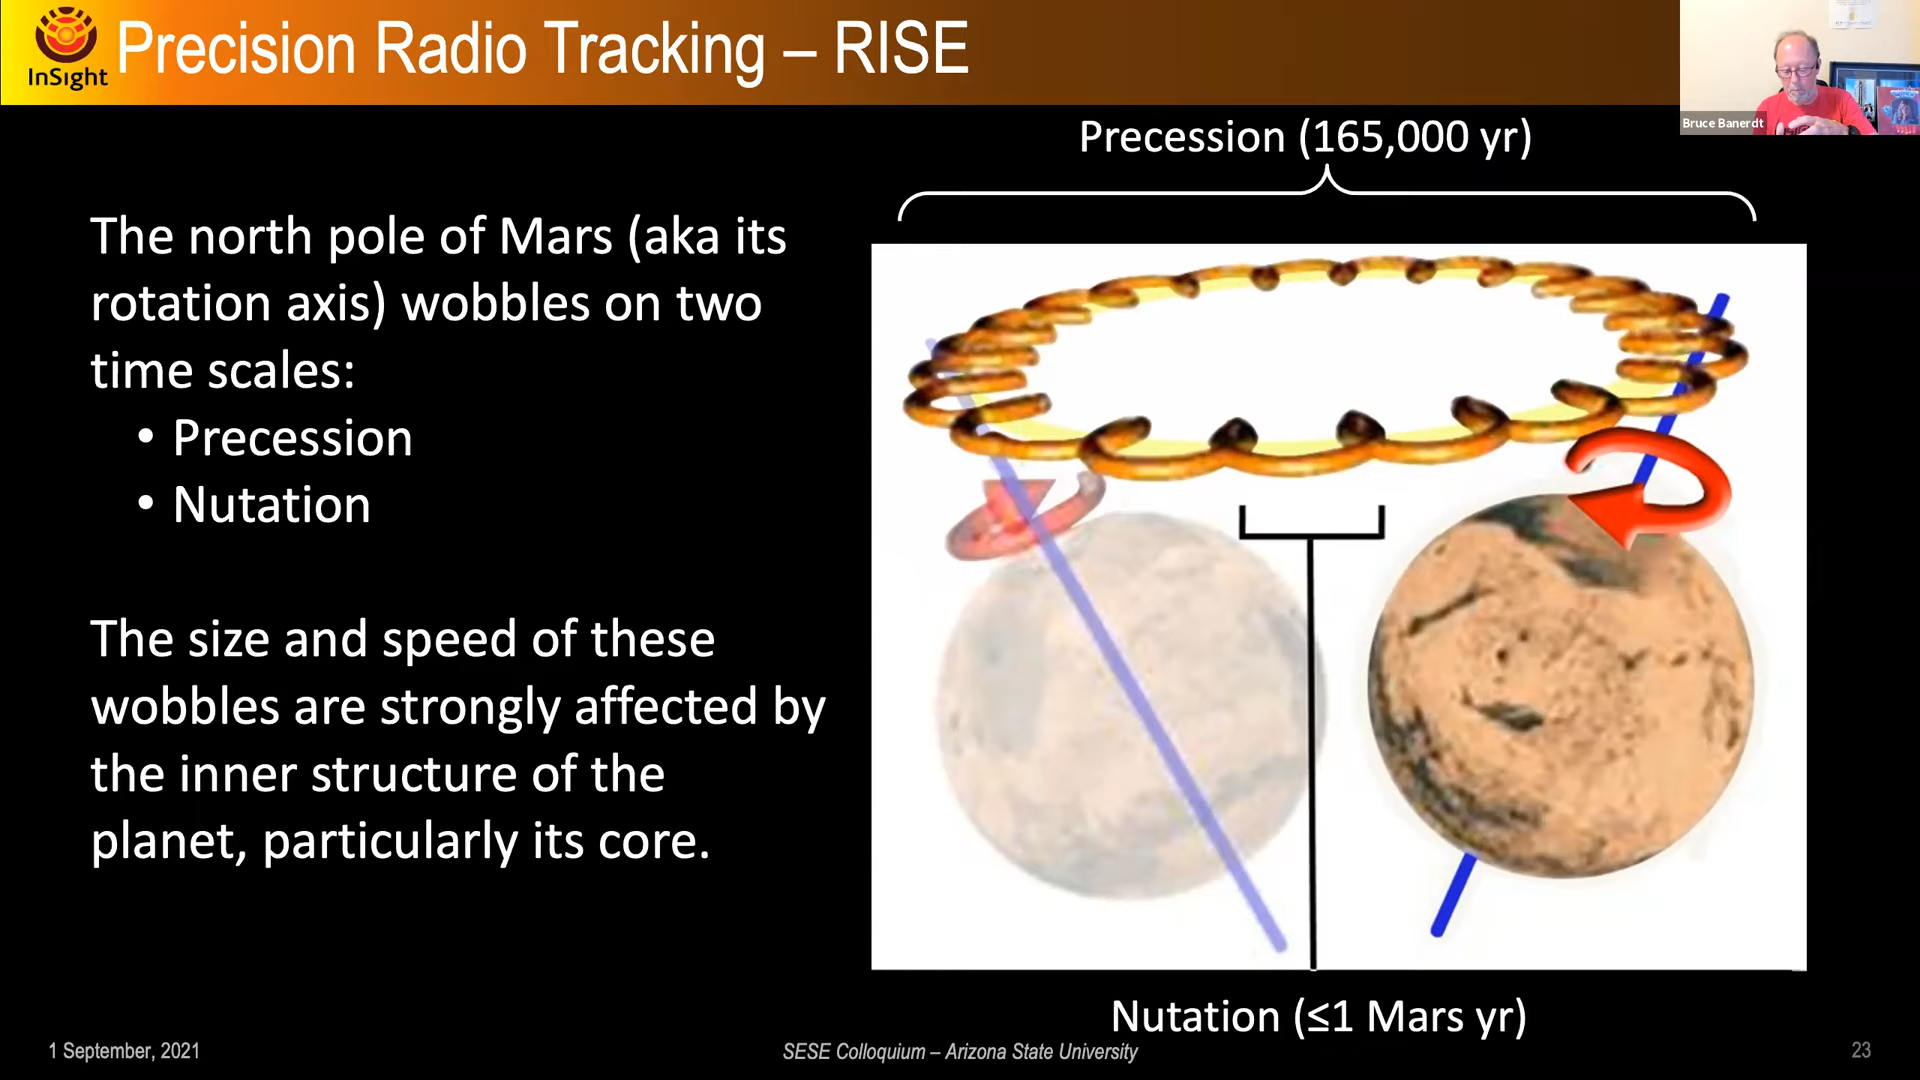 InSight
Precision Radio Tracking – RISE
Bruce Banerdt
Precession (165,000 yr)
The north pole of Mars (aka its
rotation axis) wobbles on two
time scales:
• Precession
• Nutation
The size and speed of these
wobbles are strongly affected by
the inner structure of the
planet, particularly its core.
Nutation (≤1 Mars yr)
1 September, 2021
SESE Colloquium – Arizona State University
23